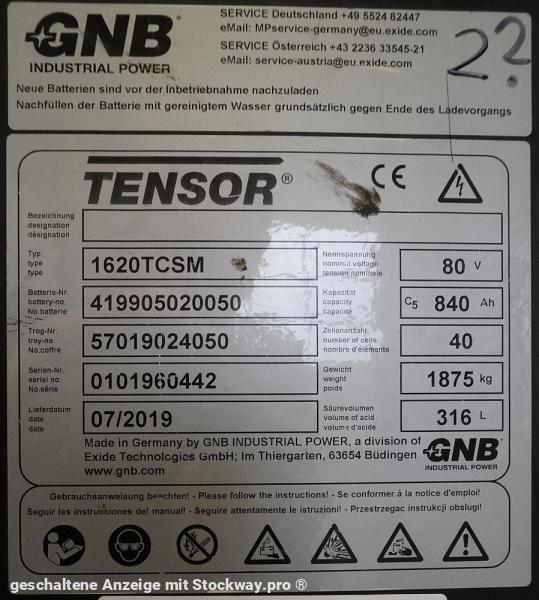 GNB®
INDUSTRIAL POWER
SERVICE Deutschland +49 5524 82447
eMail: MPservice-germany@eu.exide.com
SERVICE Österreich +43 2236 33545-21
eMail: service-austria@eu.exide.com
2?
Neue Batterien sind vor der Inbetriebnahme nachzuladen
Nachfüllen der Batterie mit gereinigtem Wasser grundsätzlich gegen Ende des Ladevorgangs
TENSOR®
CE
Bezeichnung
designation
désignation
Typ
type
type
1620TCSM
Nennspannung
nominal voltage
tension nominale
80 V
Batterie-Nr.
battery-no.
No.batterie
419905020050
Kapazität
capacity
capacité
C5 840 Ah
Trog-Nr.
tray-no.
No.coffre
57019024050
Zellenanzahl
number of cells
nombre d'éléments
40
Serien-Nr.
serial no.
No.série
0101960442
Gewicht
weight
poids
1875 kg
Lieferdatum
date
date
07/2019
Säurevolumen
volume of acid
volume d'acide
316 L
Made in Germany by GNB INDUSTRIAL POWER, a division of
Exide Technologies GmbH; Im Thiergarten, 63654 Büdingen
www.gnb.com
GNB®
INDUSTRIAL POWER
Gebrauchsanweisung beachten! - Please follow the instructions! - Se conformer á la notice d'emploi!
Seguir las instrucciones del manual! - Seguire attentamente le istruzioni! - Przestrzegac instrukcji obslugi!
geschaltene Anzeige mit Stockway.pro ®